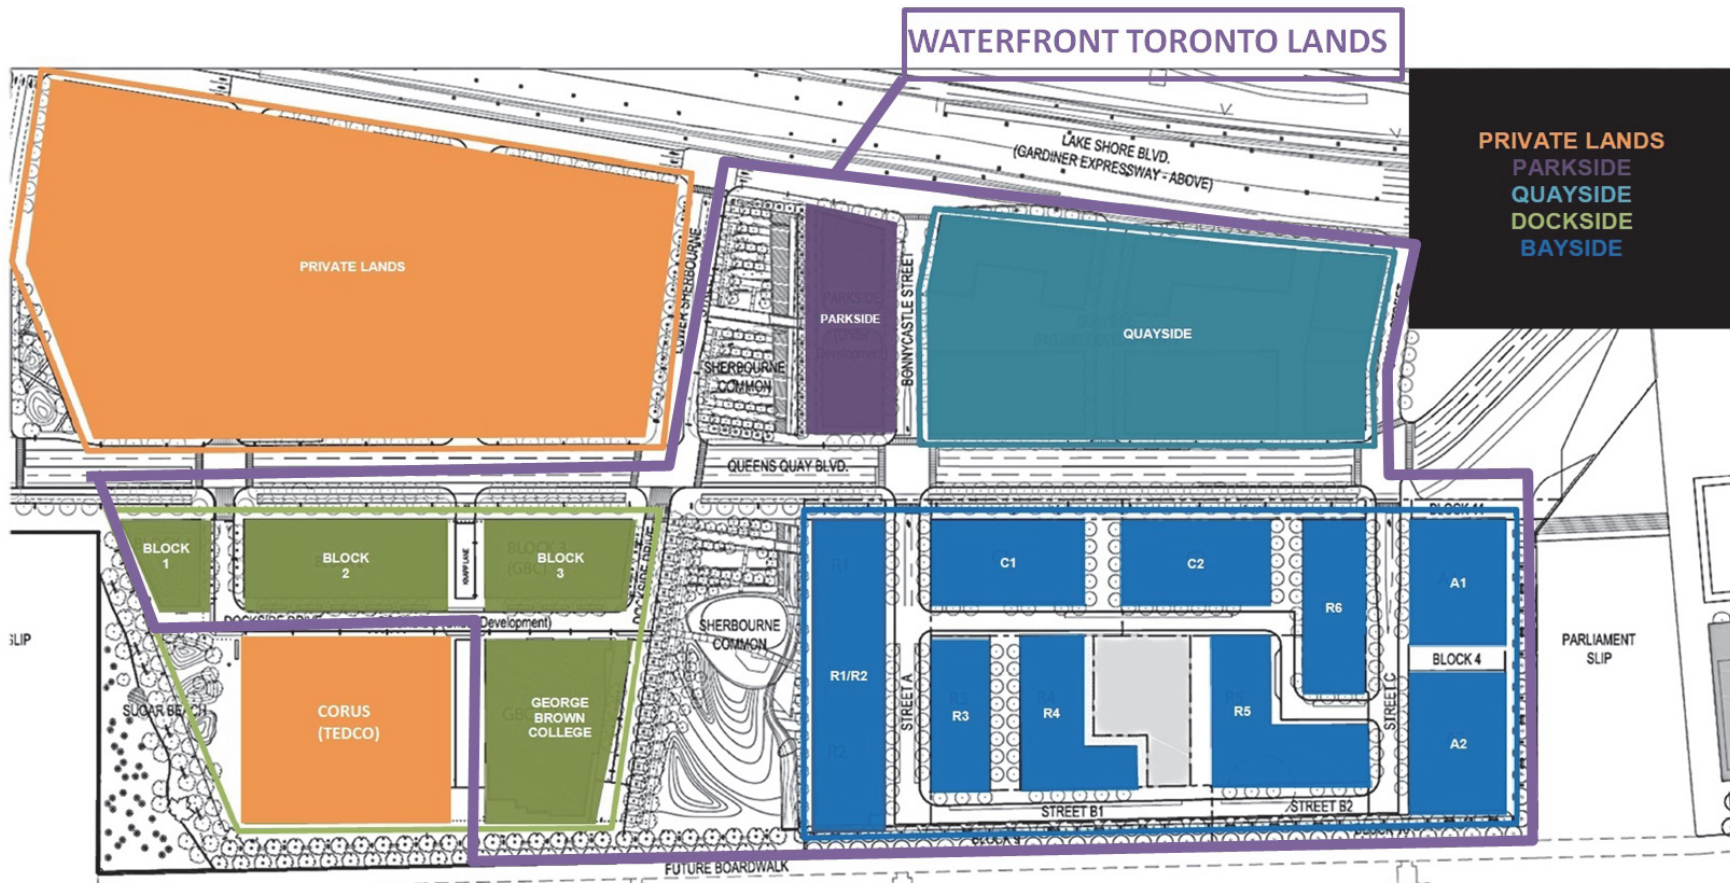 WATERFRONT TORONTO LANDS
LAKE SHORE BLVD.
(GARDINER EXPRESSWAY - ABOVE)
PRIVATE LANDS
PARKSIDE
QUAYSIDE
DOCKSIDE
BAYSIDE
PRIVATE LANDS
LOWER SHERBOURNE
PARKSIDE
BONNYCASTLE STREET
QUAYSIDE
STREET
SHERBOURNE
COMMON
QUEENS QUAY BLVD.
BLOCK
1
BLOCK
2
KNAPP LANE
BLOCK
3
C1
C2
R6
A1
SLIP
SHERBOURNE
COMMON
PARLIAMENT
SLIP
BLOCK 4
R1/R2
STREET A
R3
R4
R5
STREET C
A2
SUGAR BEACH
CORUS
(TEDCO)
GEORGE
BROWN
COLLEGE
STREET B1
STREET B2
FUTURE BOARDWALK